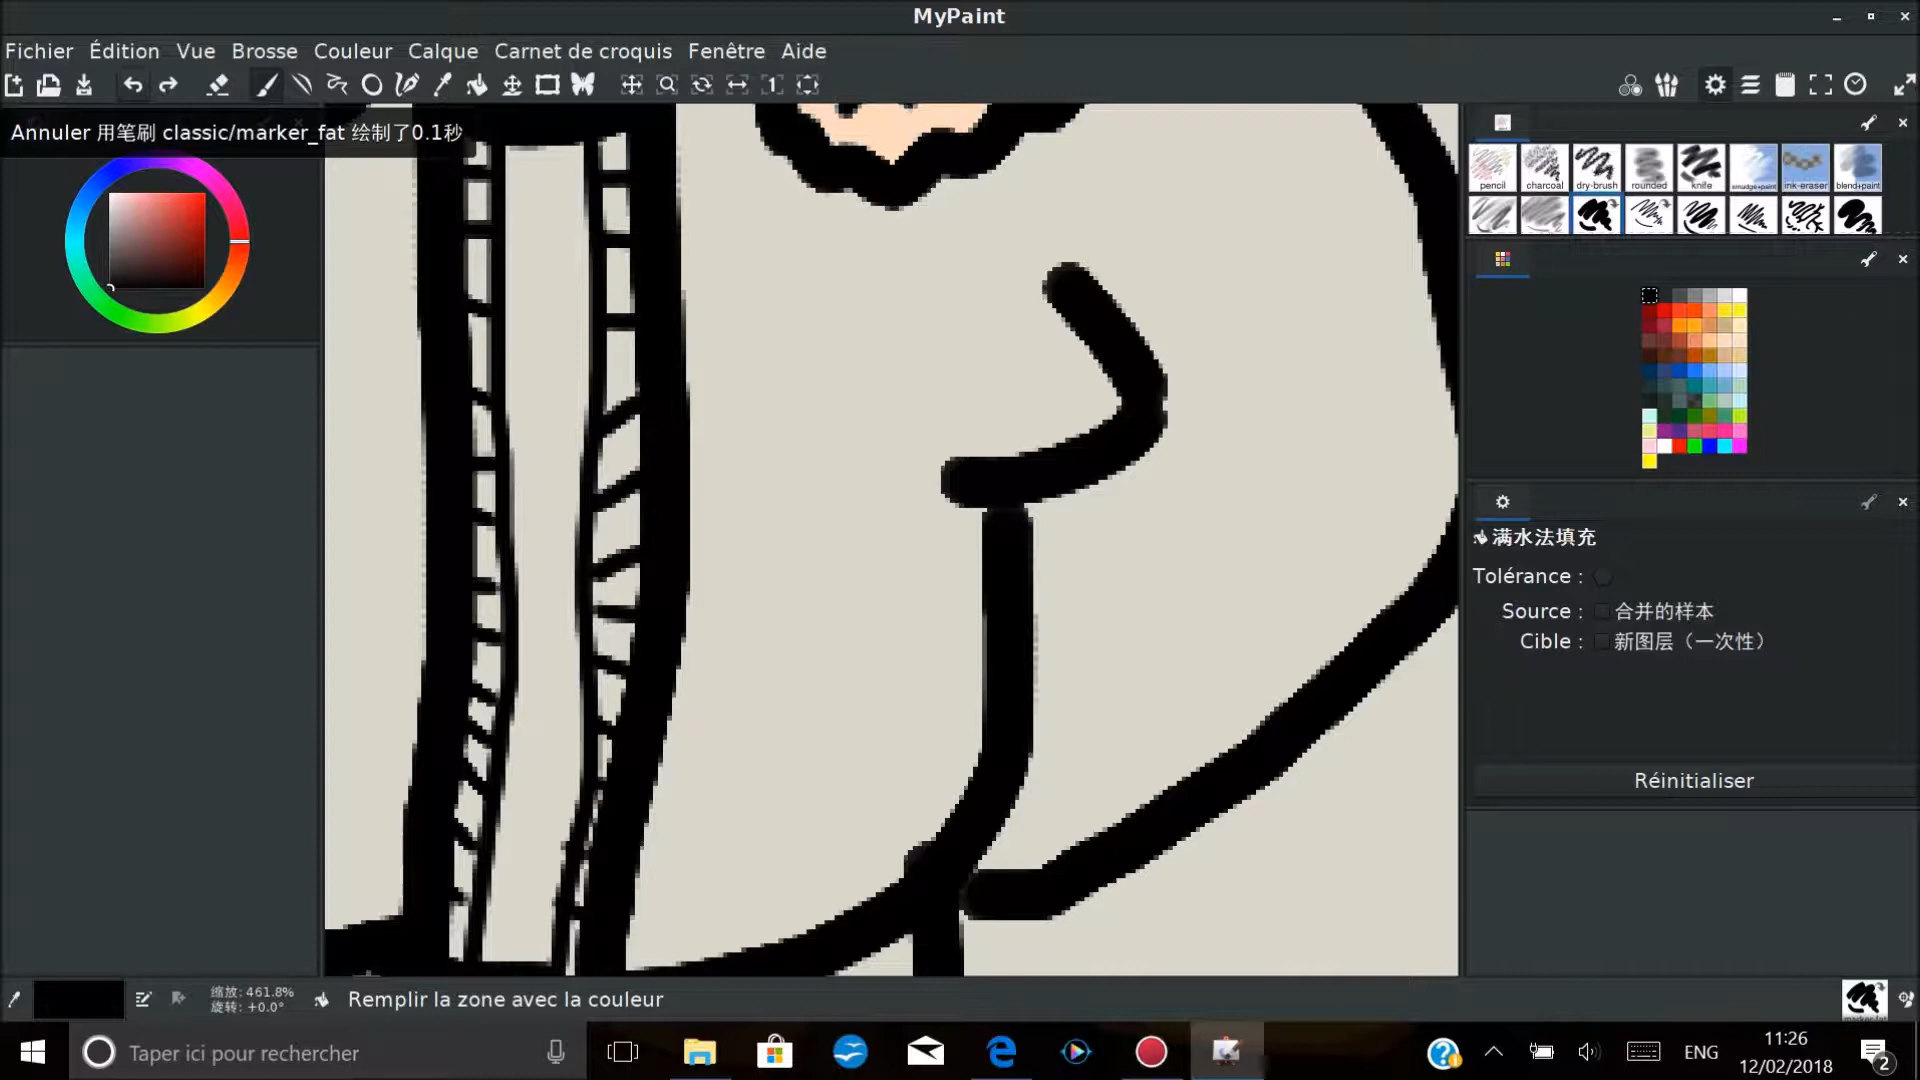 MyPaint
Fichier Édition Vue Brosse Couleur Calque Carnet de croquis Fenêtre Aide
Annuler 用笔刷 classic/marker_fat 绘制了0.1秒
pencil charcoal dry-brush rounded knife smudge+paint ink-eraser blend+paint
满水法填充
Tolérance :
Source : 合并的样本
Cible : 新图层（一次性）
Réinitialiser
缩放: 461.8%
旋转: +0.0°
Remplir la zone avec la couleur
Taper ici pour rechercher
ENG
11:26
12/02/2018
2